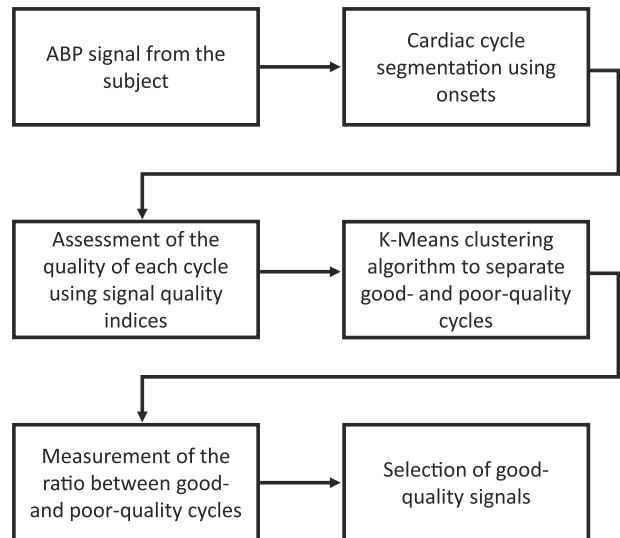 ABP signal from the
subject
Cardiac cycle
segmentation using
onsets
Assessment of the
quality of each cycle
using signal quality
indices
K-Means clustering
algorithm to separate
good- and poor-quality
cycles
Measurement of the
ratio between good-
and poor-quality cycles
Selection of good-
quality signals